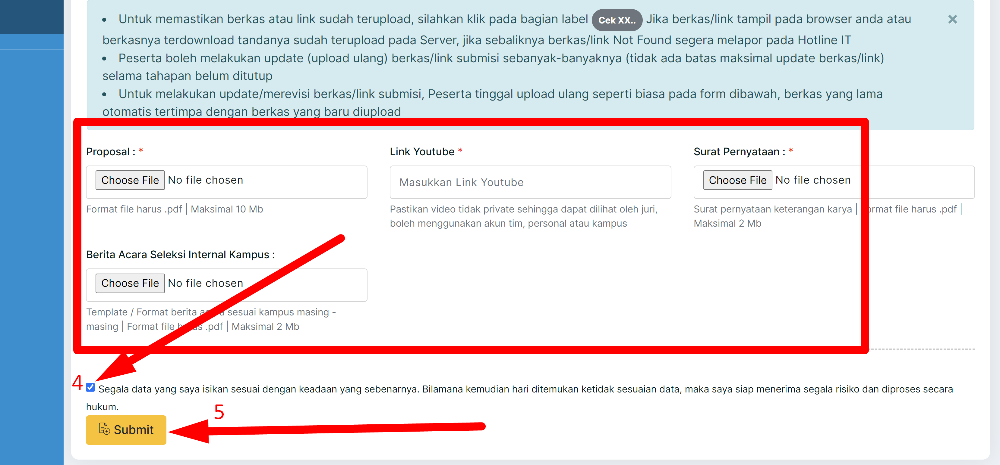 • Untuk memastikan berkas atau link sudah terupload, silahkan klik pada bagian label Cek XX.. Jika berkas/link tampil pada browser anda atau ×
berkasnya terdownload tandanya sudah terupload pada Server, jika sebaliknya berkas/link Not Found segera melapor pada Hotline IT
• Peserta boleh melakukan update (upload ulang) berkas/link submisi sebanyak-banyaknya (tidak ada batas maksimal update berkas/link)
selama tahapan belum ditutup
• Untuk melakukan update/merevisi berkas/link submisi, Peserta tinggal upload ulang seperti biasa pada form dibawah, berkas yang lama
otomatis tertimpa dengan berkas yang baru diupload
Proposal : *
Choose File No file chosen
Format file harus .pdf | Maksimal 10 Mb
Link Youtube *
Masukkan Link Youtube
Pastikan video tidak private sehingga dapat dilihat oleh juri,
boleh menggunakan akun tim, personal atau kampus
Surat Pernyataan : *
Choose File No file chosen
Surat pernyataan keterangan karya | ormat file harus .pdf |
Maksimal 2 Mb
Berita Acara Seleksi Internal Kampus :
Choose File No file chosen
Template / Format berita acara sesuai kampus masing -
masing | Format file harus .pdf | Maksimal 2 Mb
4
Segala data yang saya isikan sesuai dengan keadaan yang sebenarnya. Bilamana kemudian hari ditemukan ketidak sesuaian data, maka saya siap menerima segala risiko dan diproses secara
hukum.
5
Submit